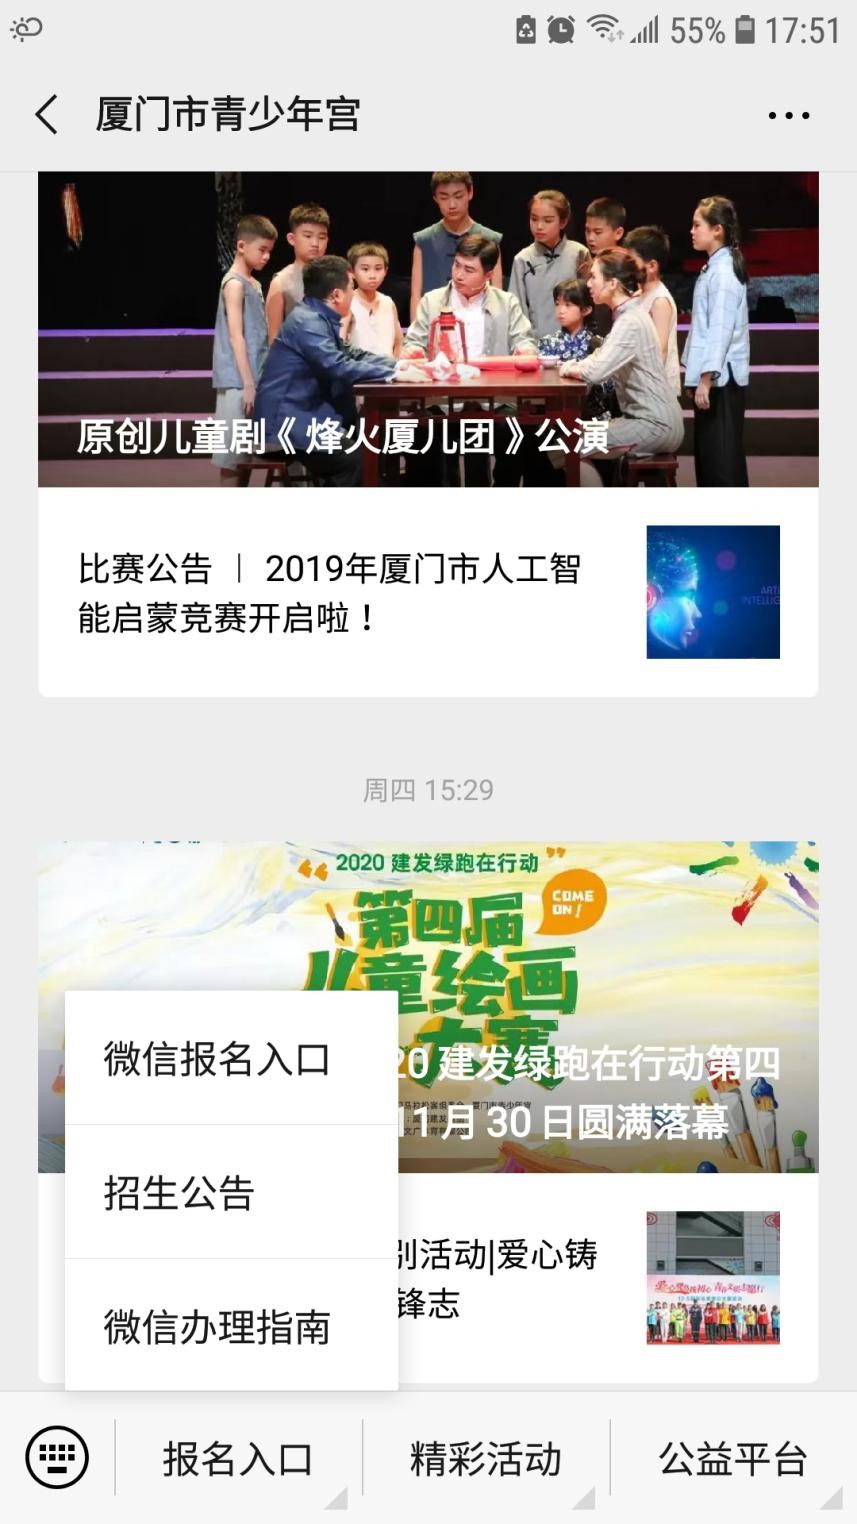 55% 17:51
厦门市青少年宫
原创儿童剧《烽火厦儿团》公演
比赛公告 | 2019年厦门市人工智
能启蒙竞赛开启啦！
周四 15:29
2020 建发绿跑在行动
COME
ON!
第四届
儿童绘画
大赛
20 建发绿跑在行动第四
11 月 30 日圆满落幕
微信报名入口
招生公告
微信办理指南
别活动|爱心铸
锋志
报名入口
精彩活动
公益平台